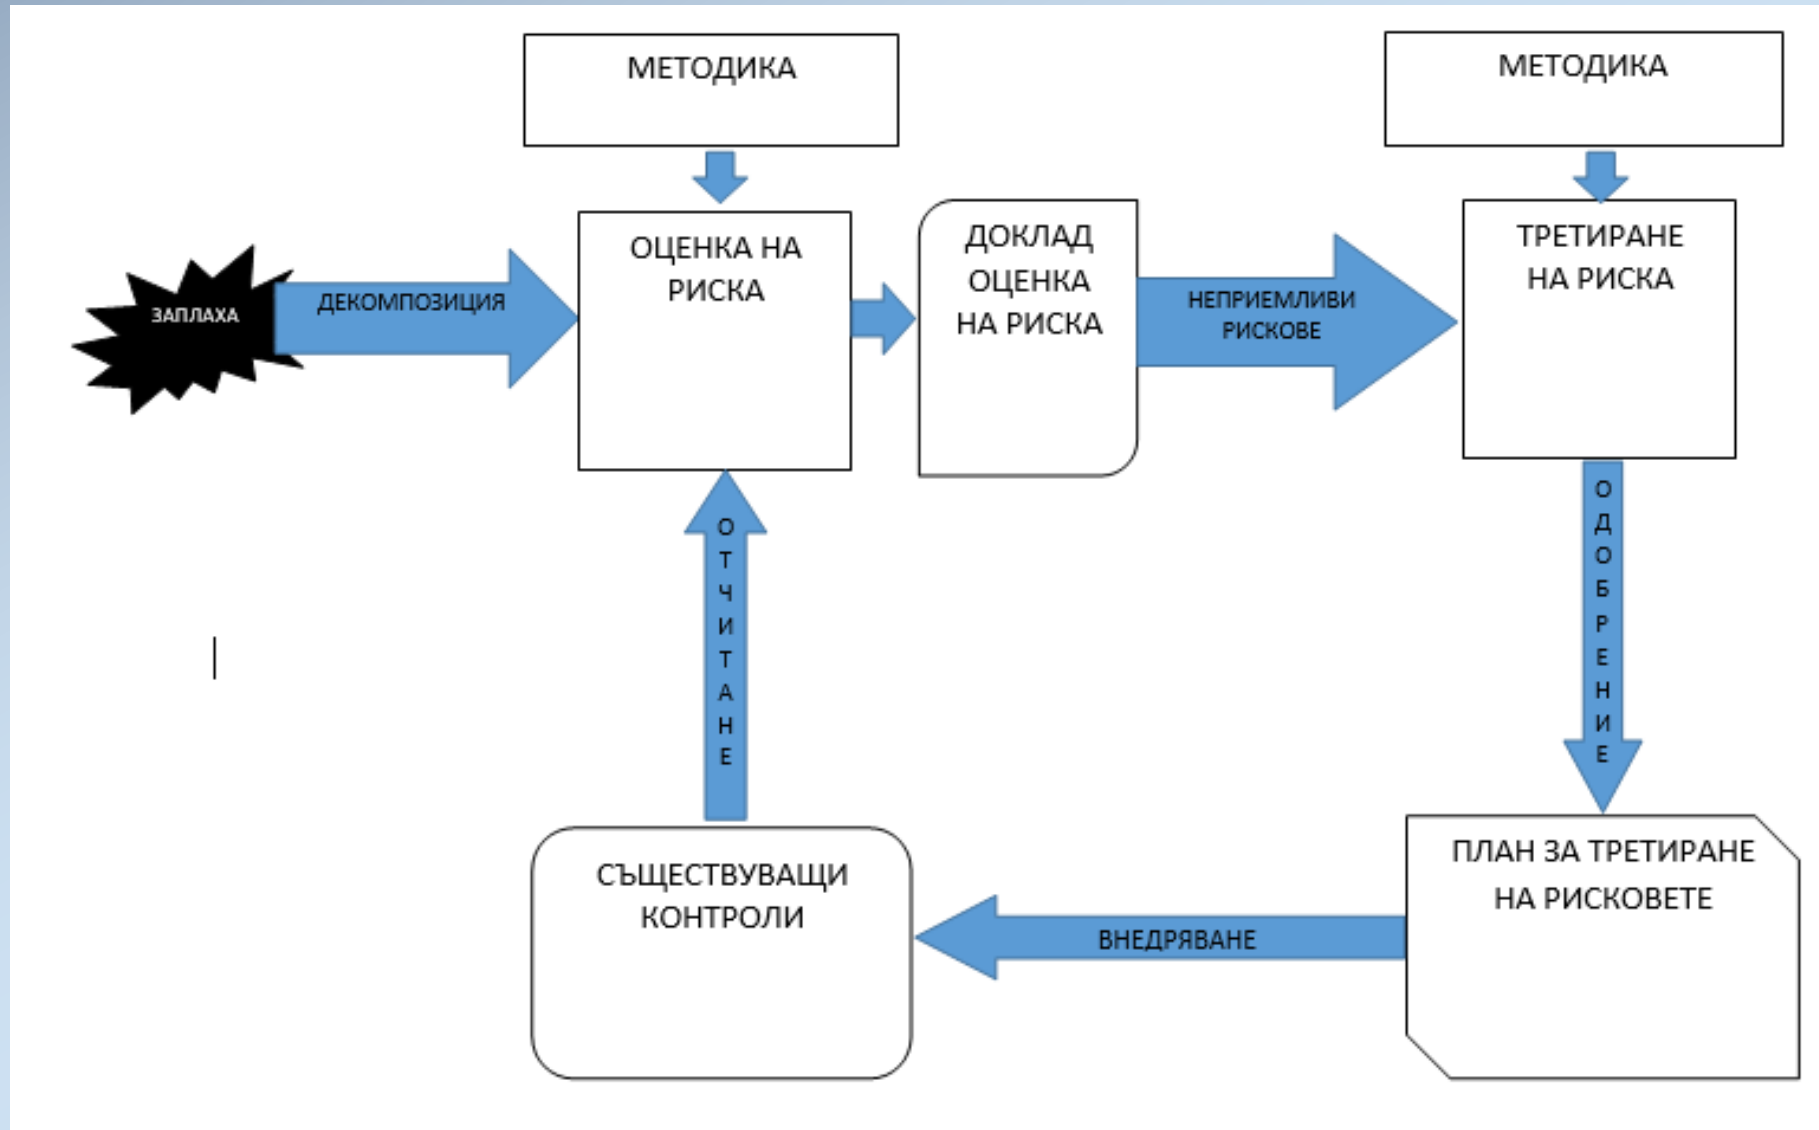 МЕТОДИКА
МЕТОДИКА
ЗАПЛАХА
ДЕКОМПОЗИЦИЯ
ОЦЕНКА НА
РИСКА
ДОКЛАД
ОЦЕНКА
НА РИСКА
НЕПРИЕМЛИВИ
РИСКОВЕ
ТРЕТИРАНЕ
НА РИСКА
ОТЧИТАНЕ
ОДОБРЕНИЕ
СЪЩЕСТВУВАЩИ
КОНТРОЛИ
ВНЕДРЯВАНЕ
ПЛАН ЗА ТРЕТИРАНЕ
НА РИСКОВЕТЕ